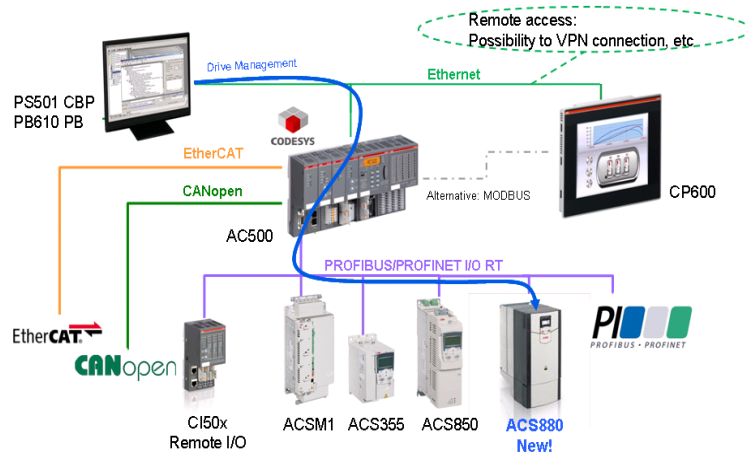 Remote access:
Possibility to VPN connection, etc
Drive Management
Ethernet
PS501 CBP
PB610 PB
CODESYS
EtherCAT
CANopen
Alternative: MODBUS
CP600
AC500
PROFIBUS/PROFINET I/O RT
EtherCAT
CANopen
PI
PROFIBUS • PROFINET
CI50x
Remote I/O
ACSM1
ACS355
ACS850
ACS880
New!